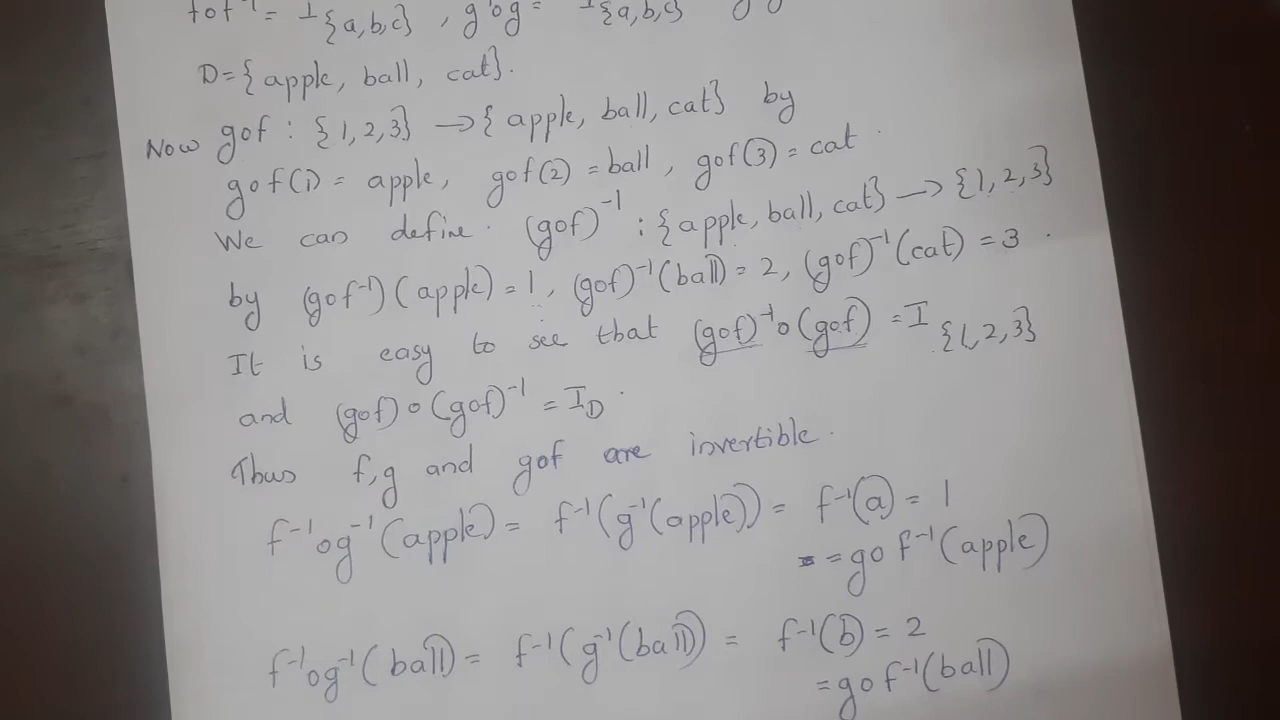 fof⁻¹ = I{a,b,c} , g⁻¹og = I{a,b,c}
D={apple, ball, cat}.
Now gof : {1,2,3} → {apple, ball, cat} by
gof(1) = apple, gof(2) = ball, gof(3) = cat.
We can define (gof)⁻¹ : {apple, ball, cat} → {1,2,3}
by (gof⁻¹)(apple) = 1, (gof)⁻¹(ball) = 2, (gof)⁻¹(cat) = 3.
It is easy to see that (gof)⁻¹o(gof) = I{1,2,3}
and (gof)o(gof)⁻¹ = I_D.
Thus f,g and gof are invertible.
f⁻¹og⁻¹(apple) = f⁻¹(g⁻¹(apple)) = f⁻¹(a) = 1
= gof⁻¹(apple)
f⁻¹og⁻¹(ball) = f⁻¹(g⁻¹(ball)) = f⁻¹(b) = 2
= gof⁻¹(ball)